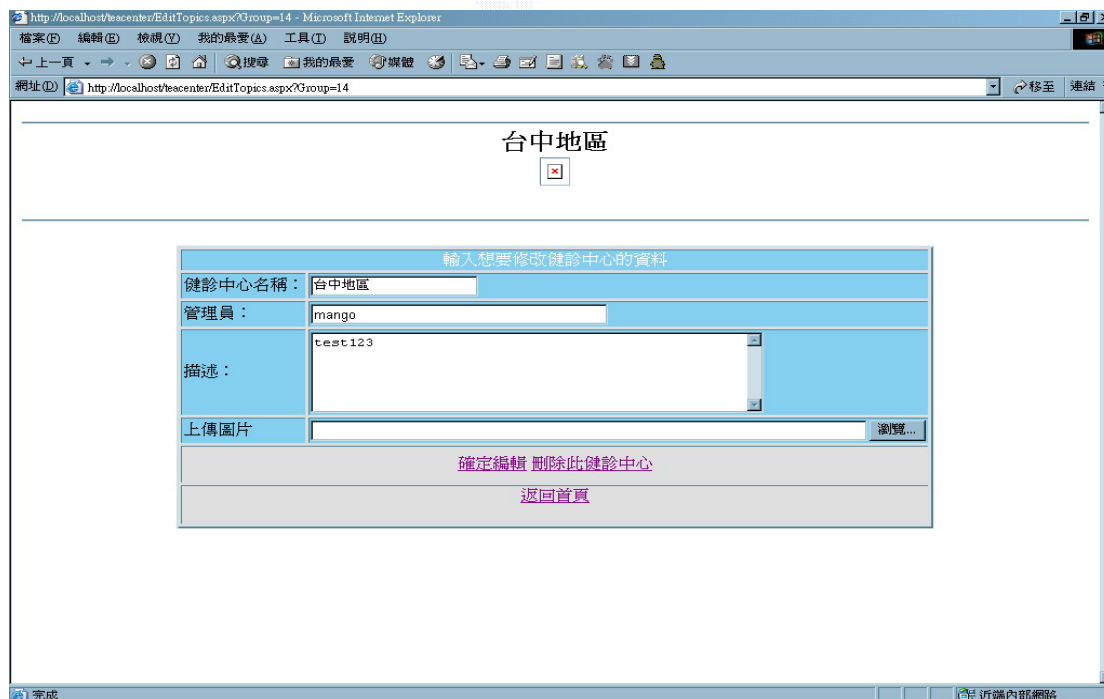 http://localhost/teacenter/EditTopics.aspx?Group=14 - Microsoft Internet Explorer
檔案(F) 編輯(E) 檢視(V) 我的最愛(A) 工具(T) 說明(H)
上一頁 搜尋 我的最愛 媒體
網址(D) http://localhost/teacenter/EditTopics.aspx?Group=14 移至 連結
台中地區
輸入想要修改健診中心的資料
健診中心名稱： 台中地區
管理員： mango
描述： test123
上傳圖片 瀏覽...
確定編輯 刪除此健診中心
返回首頁
完成 近端內部網路